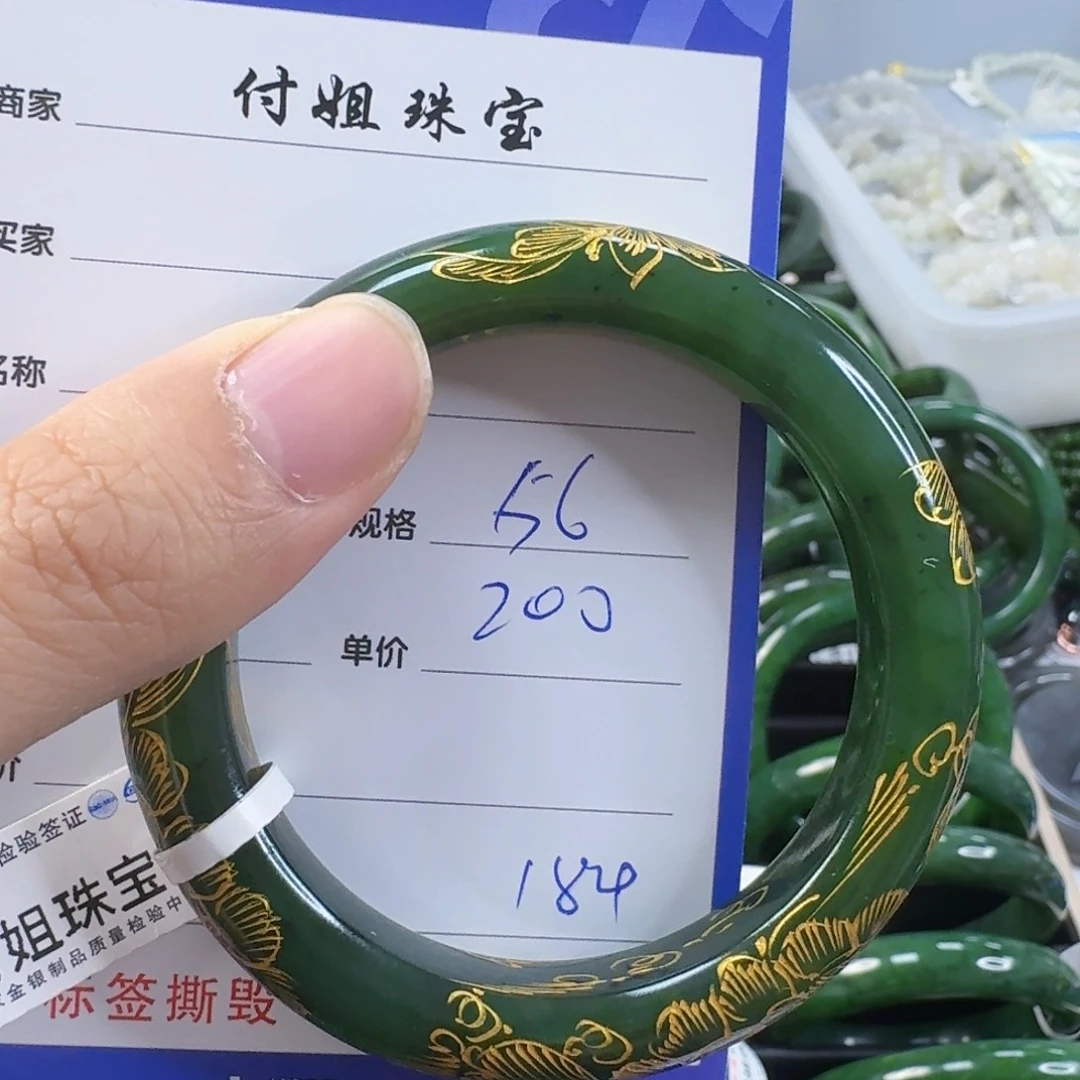 商家 付姐珠宝
买家
名称
规格 56
200
单价
价
184
检验签证
姐珠宝
金银制品质量检验中
标签撕毁